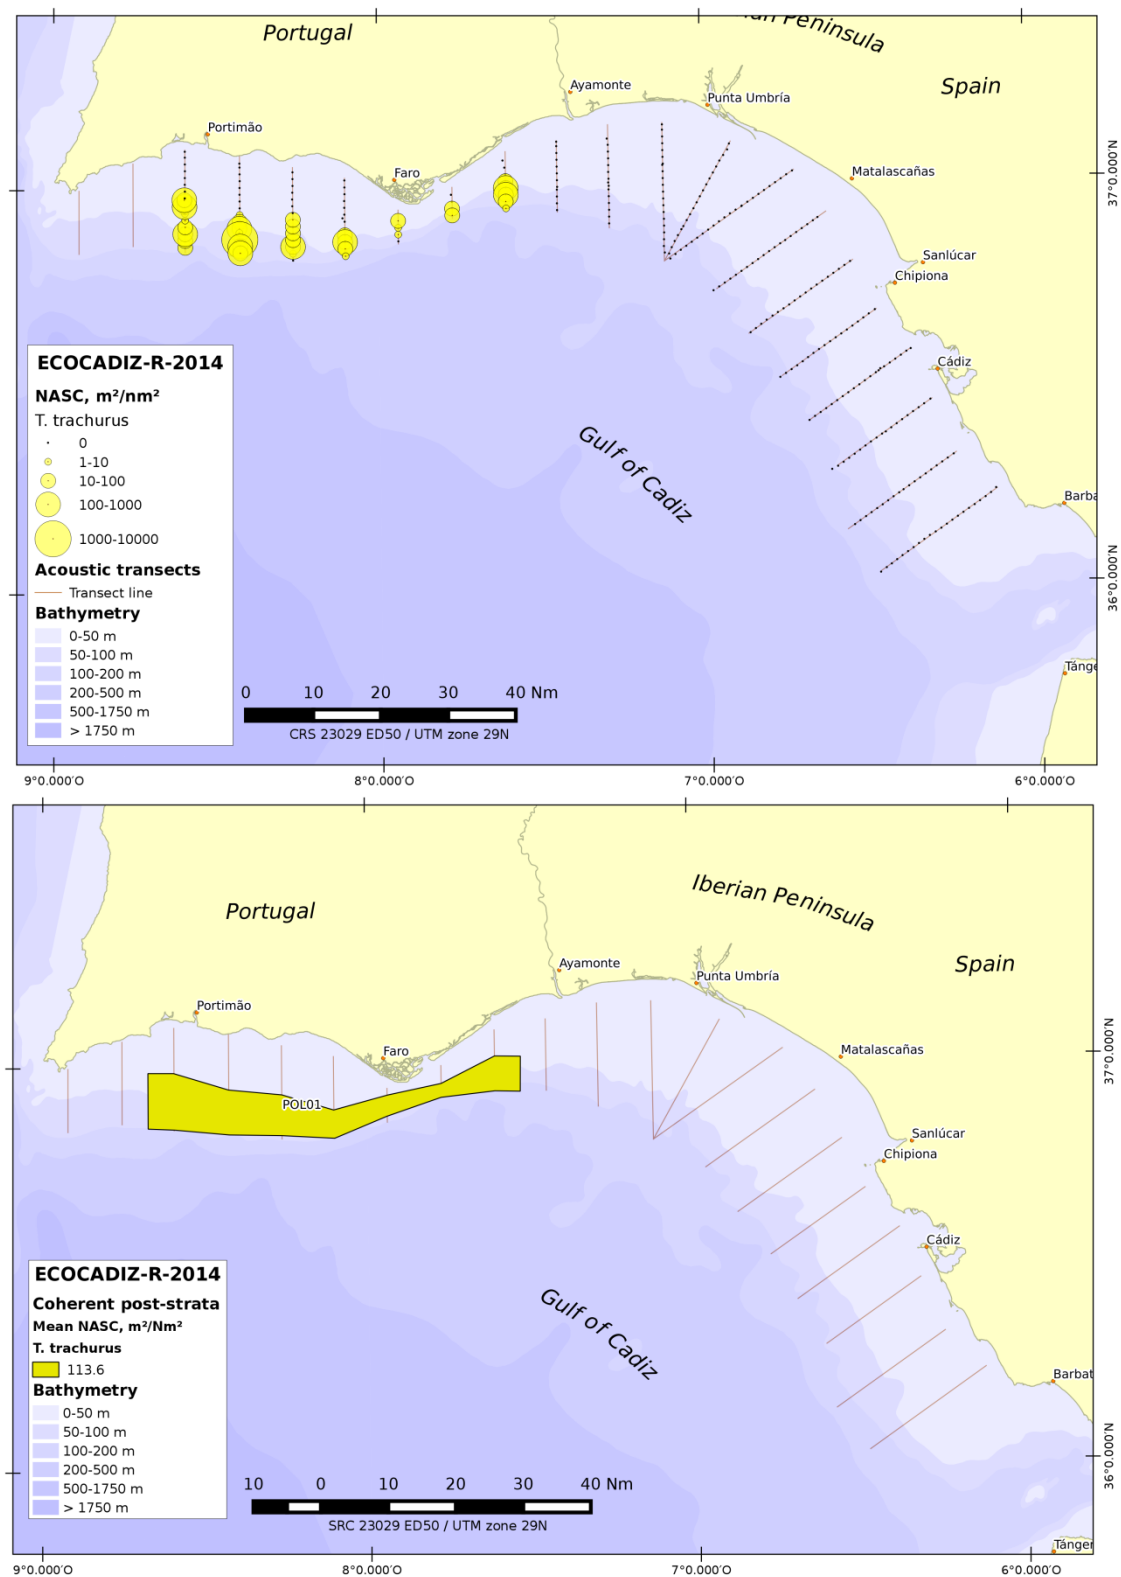 Portugal
Peninsula
Spain
Ayamonte
Punta Umbría
Portimão
Faro
Matalascañas
37°0.000'N
Sanlúcar
Chipiona
Cádiz
Gulf of Cadiz
Barba
36°0.000'N
Tánge
ECOCADIZ-R-2014
NASC, m²/nm²
T. trachurus
0
1-10
10-100
100-1000
1000-10000
Acoustic transects
Transect line
Bathymetry
0-50 m
50-100 m
100-200 m
200-500 m
500-1750 m
> 1750 m
0 10 20 30 40 Nm
CRS 23029 ED50 / UTM zone 29N
9°0.000'O 8°0.000'O 7°0.000'O 6°0.000'O
Iberian Peninsula
Portugal
Spain
Ayamonte
Punta Umbría
Portimão
Faro
Matalascañas
37°0.000'N
POL01
Sanlúcar
Chipiona
Cádiz
Gulf of Cadiz
Barbat
36°0.000'N
Tánger
ECOCADIZ-R-2014
Coherent post-strata
Mean NASC, m²/Nm²
T. trachurus
113.6
Bathymetry
0-50 m
50-100 m
100-200 m
200-500 m
500-1750 m
> 1750 m
10 0 10 20 30 40 Nm
SRC 23029 ED50 / UTM zone 29N
9°0.000'O 8°0.000'O 7°0.000'O 6°0.000'O